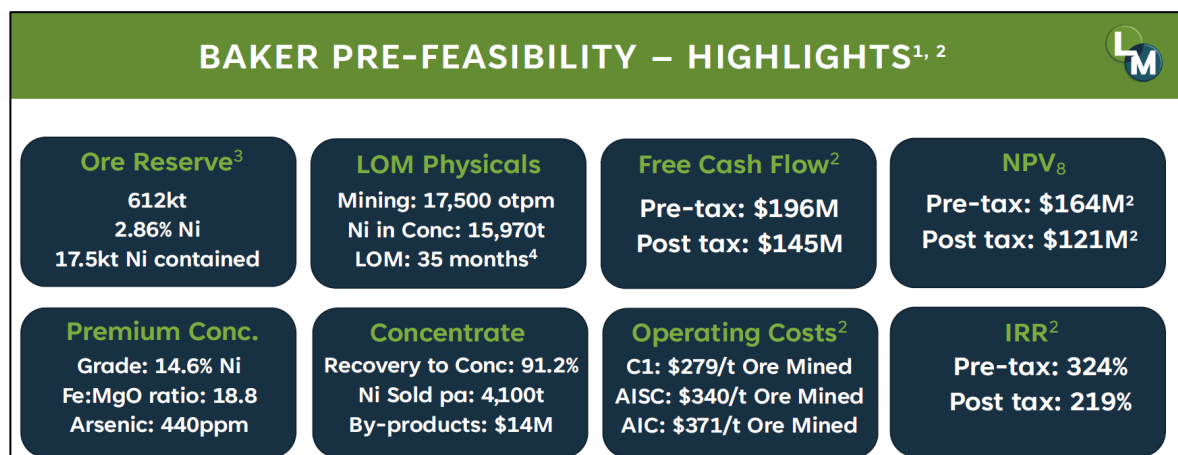 BAKER PRE-FEASIBILITY – HIGHLIGHTS¹, ²
LM
Ore Reserve³
612kt
2.86% Ni
17.5kt Ni contained
LOM Physicals
Mining: 17,500 otpm
Ni in Conc: 15,970t
LOM: 35 months⁴
Free Cash Flow²
Pre-tax: $196M
Post tax: $145M
NPV₈
Pre-tax: $164M²
Post tax: $121M²
Premium Conc.
Grade: 14.6% Ni
Fe:MgO ratio: 18.8
Arsenic: 440ppm
Concentrate
Recovery to Conc: 91.2%
Ni Sold pa: 4,100t
By-products: $14M
Operating Costs²
C1: $279/t Ore Mined
AISC: $340/t Ore Mined
AIC: $371/t Ore Mined
IRR²
Pre-tax: 324%
Post tax: 219%